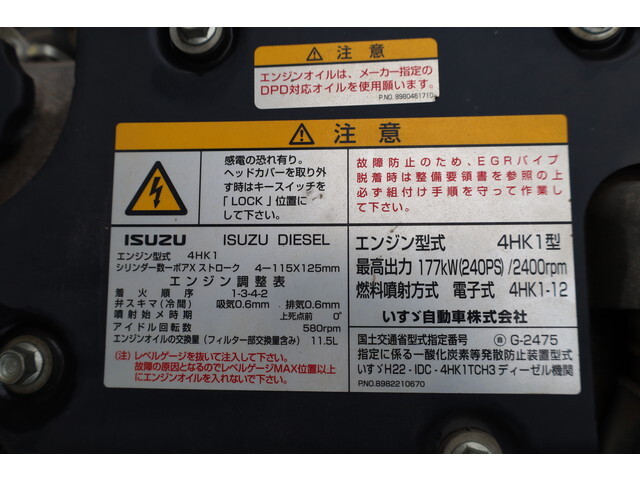 注意
エンジンオイルは、メーカー指定の
DPD対応オイルを使用願います。
P.NO. 8980461710
注意
感電の恐れ有り。
ヘッドカバーを取り外
す時はキースイッチを
「LOCK」位置に
して下さい。
故障防止のため、EGRパイプ
脱着時は整備要領書を参照の上
必ず組付け手順を守って作業し
て下さい。
ISUZU ISUZU DIESEL
エンジン型式 4HK1
シリンダー数ーボアX ストローク 4ー115X125mm
エンジン調整表
着火順序 1-3-4-2
弁スキマ(冷間) 吸気0.6mm 排気0.6mm
噴射始メ時期 上死点前 0°
アイドル回転数 580rpm
エンジンオイルの交換量(フィルター部交換量含み) 11.5L
(注)レベルゲージを抜いて注入して下さい。
故障の原因となるのでレベルゲージMAX位置以上
にエンジンオイルを入れないで下さい。
エンジン型式 4HK1型
最高出力 177kW(240PS)/2400rpm
燃料噴射方式 電子式 4HK1-12
いすゞ自動車株式会社
国土交通省型式指定番号 G-2475
指定に係る一酸化炭素等発散防止装置型式
いすゞH22-IDC-4HK1TCH3ディーゼル機関
P.NO.8982210670